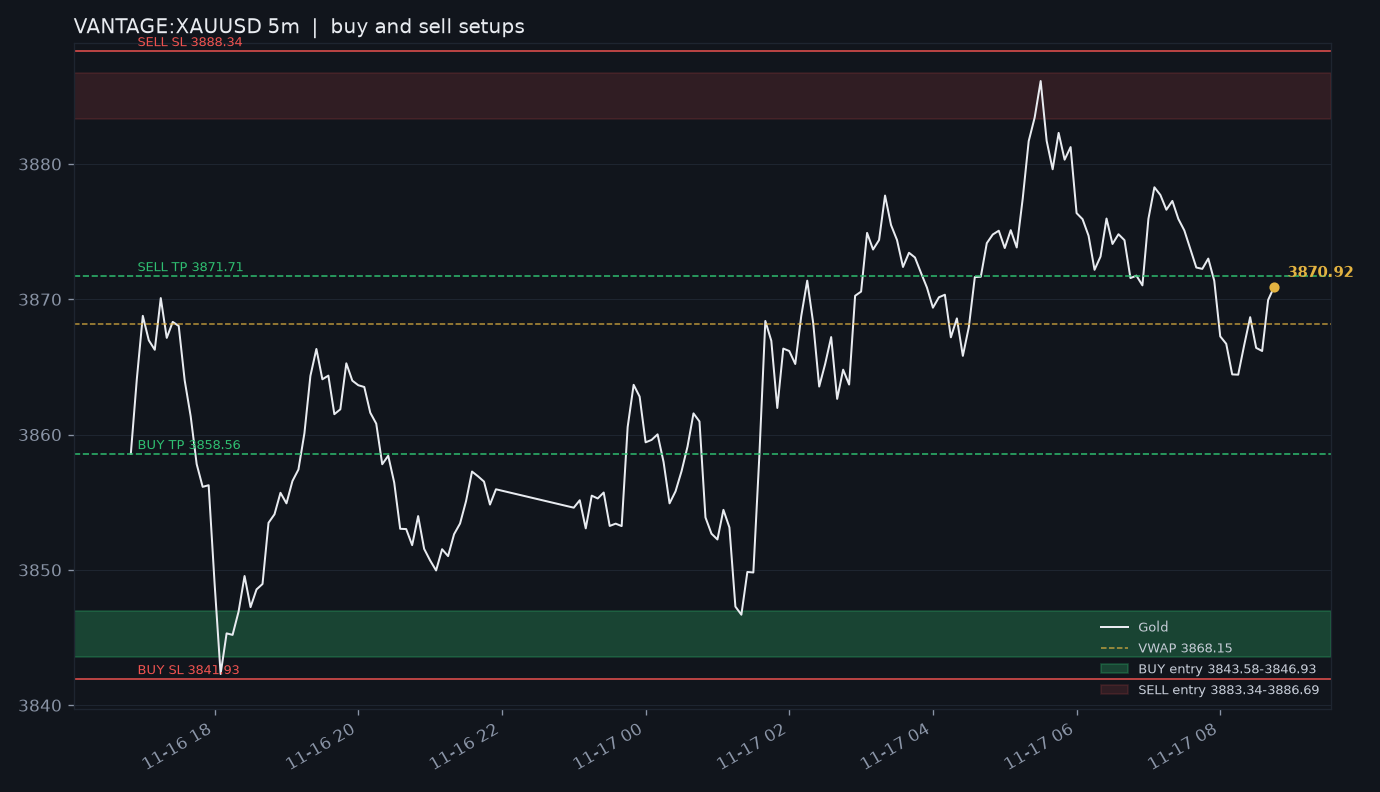 VANTAGE:XAUUSD 5m | buy and sell setups
SELL SL 3888.34
3880
SELL TP 3871.71
3870.92
3870
3860
BUY TP 3858.56
3850
Gold
VWAP 3868.15
BUY entry 3843.58-3846.93
SELL entry 3883.34-3886.69
BUY SL 3841.93
3840
11-16 18
11-16 20
11-16 22
11-17 00
11-17 02
11-17 04
11-17 06
11-17 08